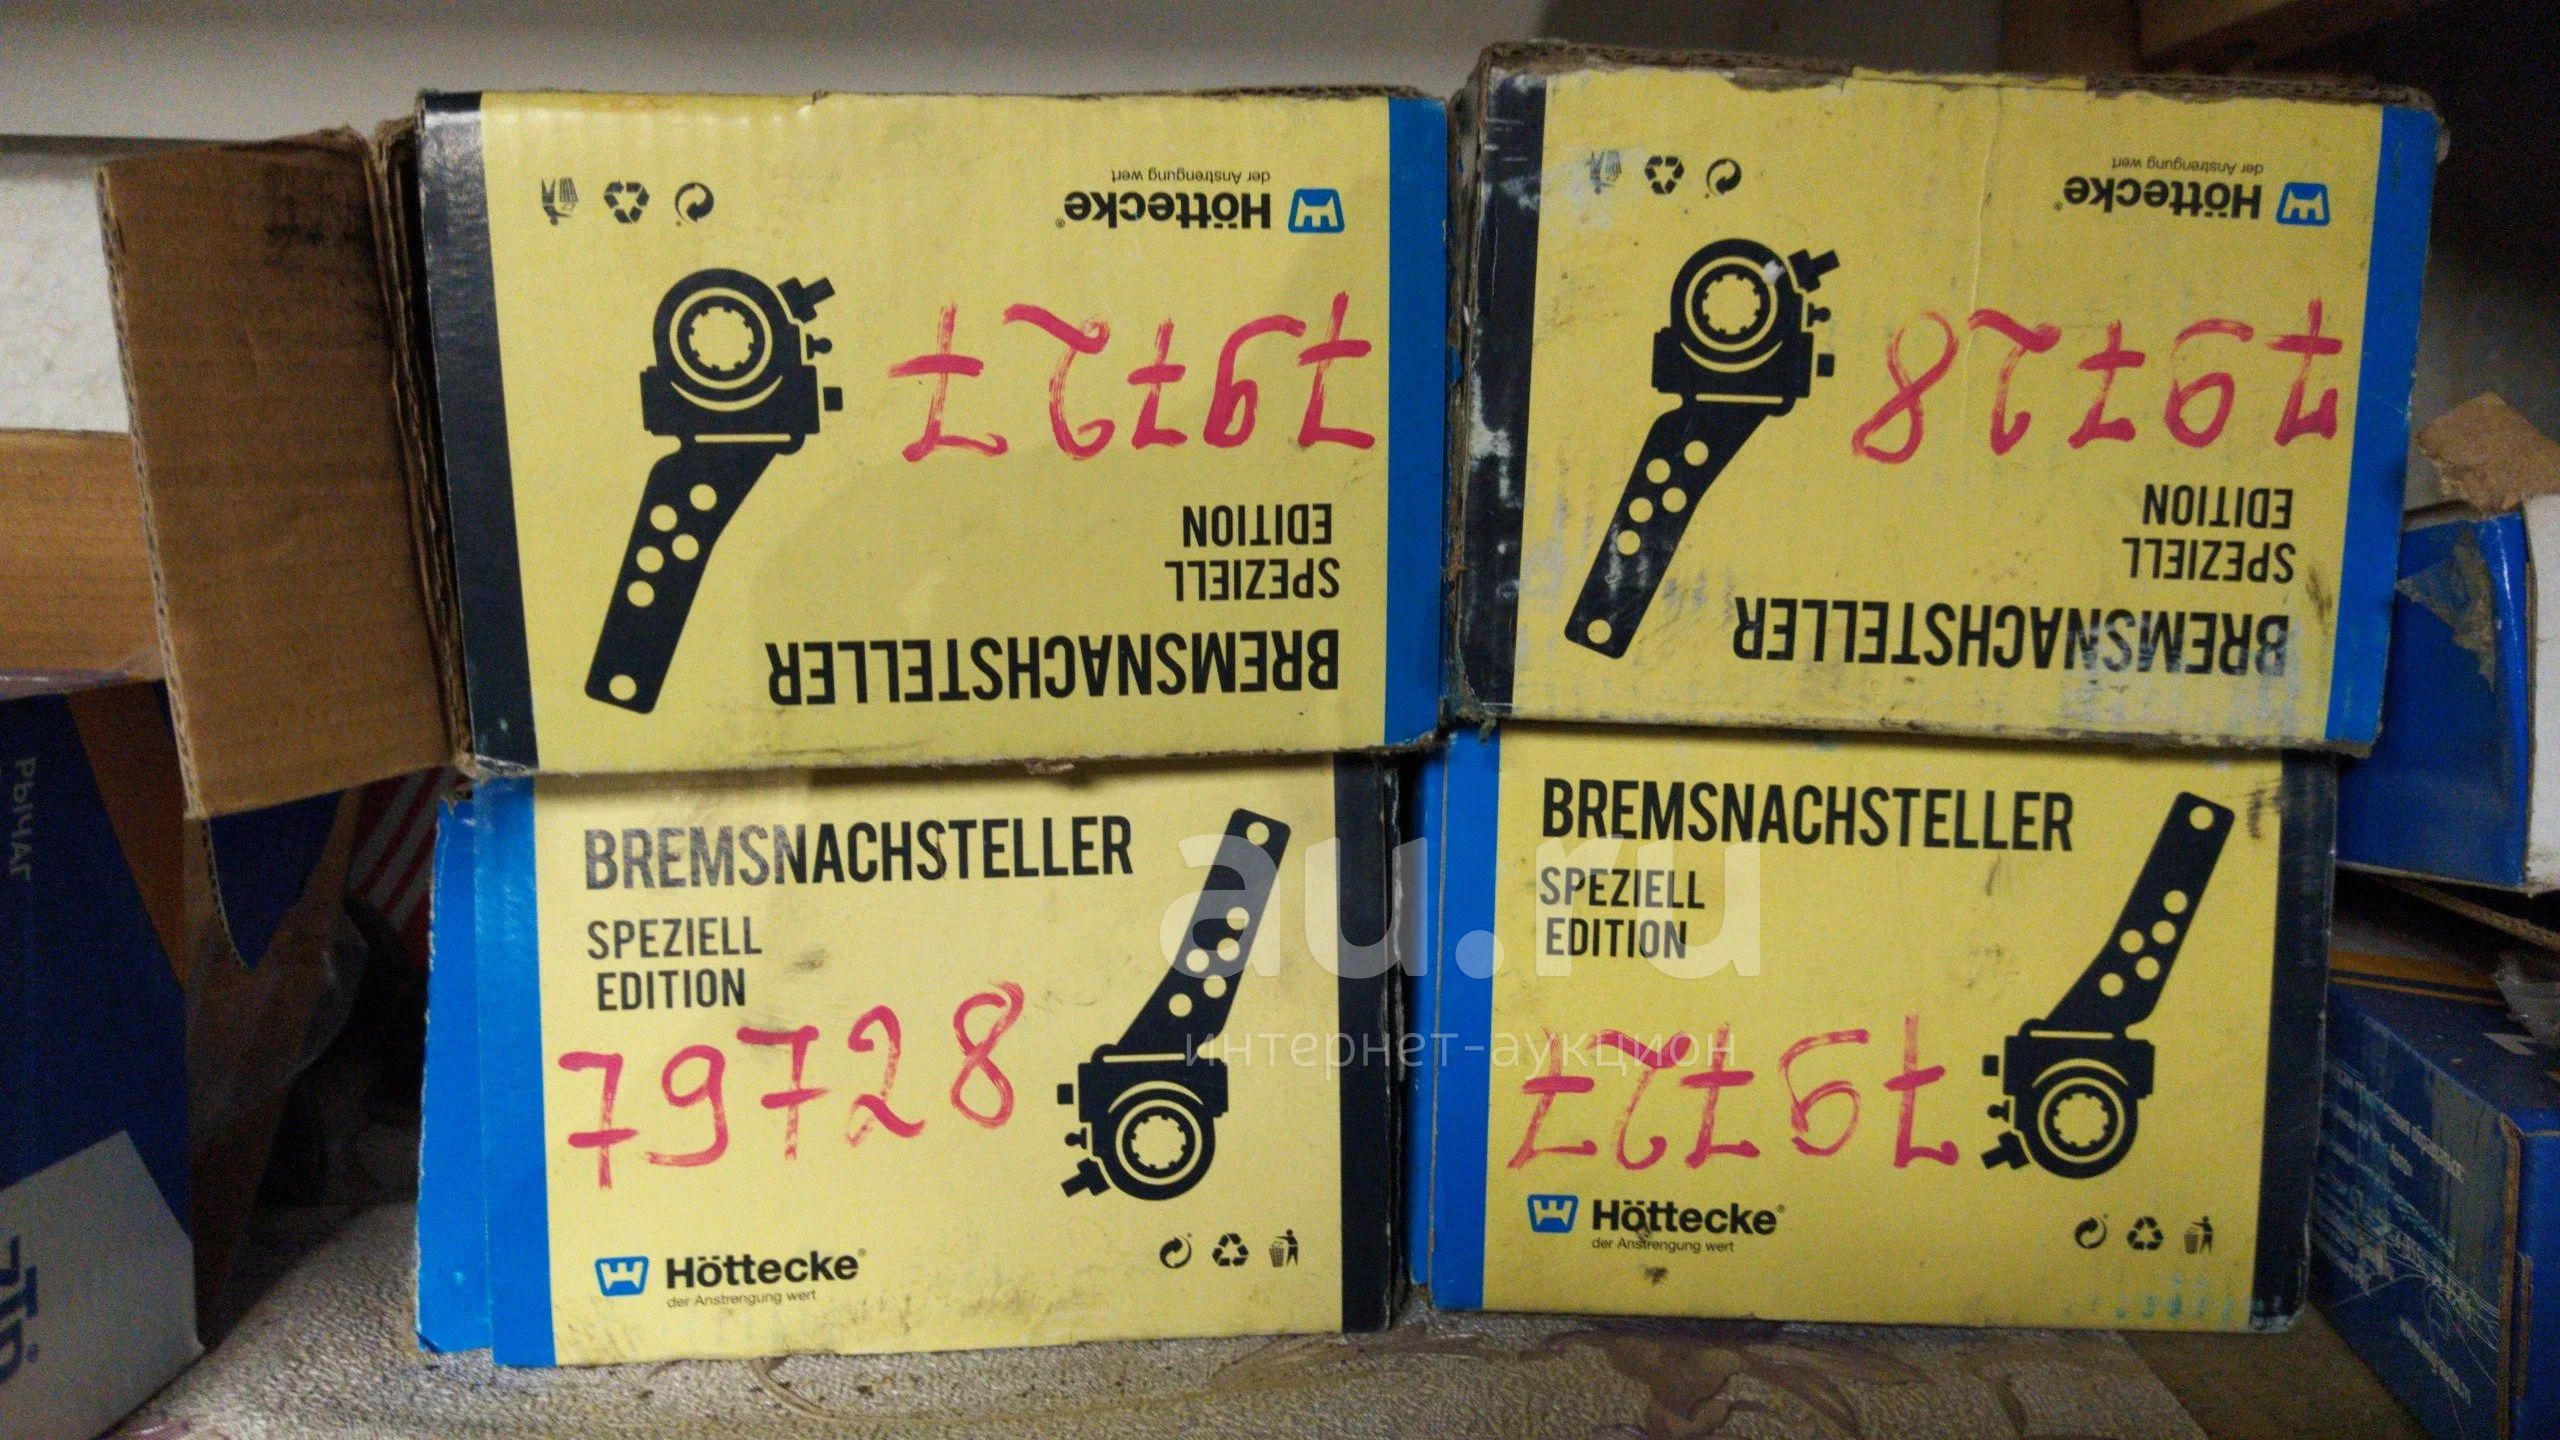 BREMSNACHSTELLER
SPEZIELL
EDITION
79727
Höttecke®
der Anstrengung wert
BREMSNACHSTELLER
SPEZIELL
EDITION
79728
Höttecke®
der Anstrengung wert
BREMSNACHSTELLER
SPEZIELL
EDITION
79728
Höttecke®
der Anstrengung wert
BREMSNACHSTELLER
SPEZIELL
EDITION
79727
Höttecke®
der Anstrengung wert
au.ru
интернет-аукцион